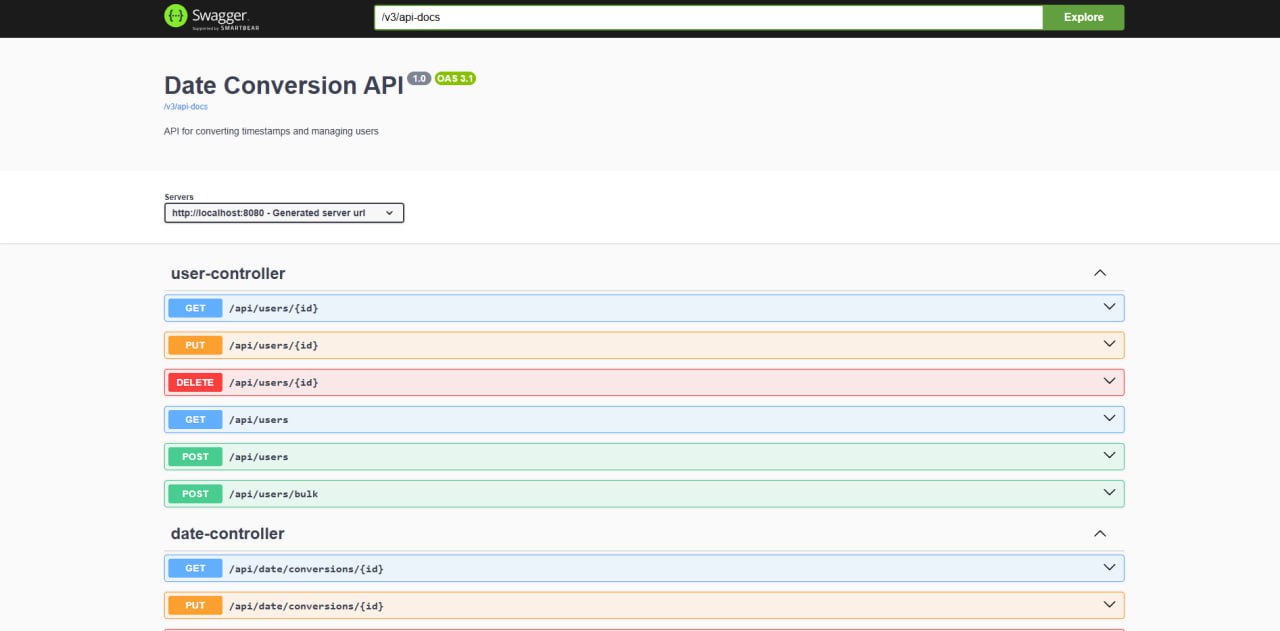 Swagger.
Supported by SMARTBEAR
/v3/api-docs
Explore
Date Conversion API 1.0 OAS 3.1
/v3/api-docs
API for converting timestamps and managing users
Servers
http://localhost:8080 - Generated server url
user-controller
GET /api/users/{id}
PUT /api/users/{id}
DELETE /api/users/{id}
GET /api/users
POST /api/users
POST /api/users/bulk
date-controller
GET /api/date/conversions/{id}
PUT /api/date/conversions/{id}